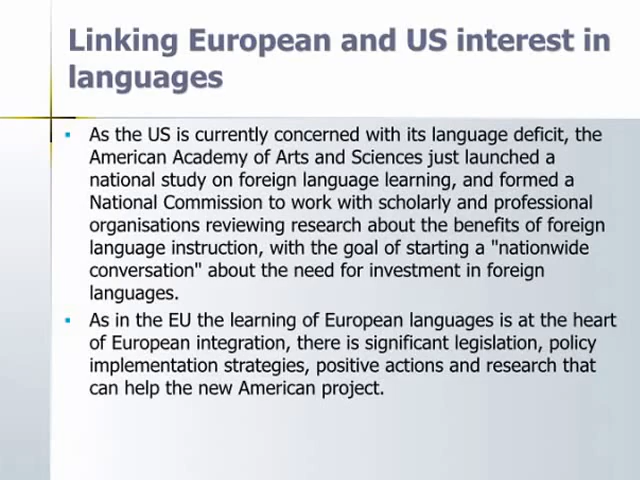 Linking European and US interest in
languages
As the US is currently concerned with its language deficit, the
American Academy of Arts and Sciences just launched a
national study on foreign language learning, and formed a
National Commission to work with scholarly and professional
organisations reviewing research about the benefits of foreign
language instruction, with the goal of starting a "nationwide
conversation" about the need for investment in foreign
languages.
As in the EU the learning of European languages is at the heart
of European integration, there is significant legislation, policy
implementation strategies, positive actions and research that
can help the new American project.